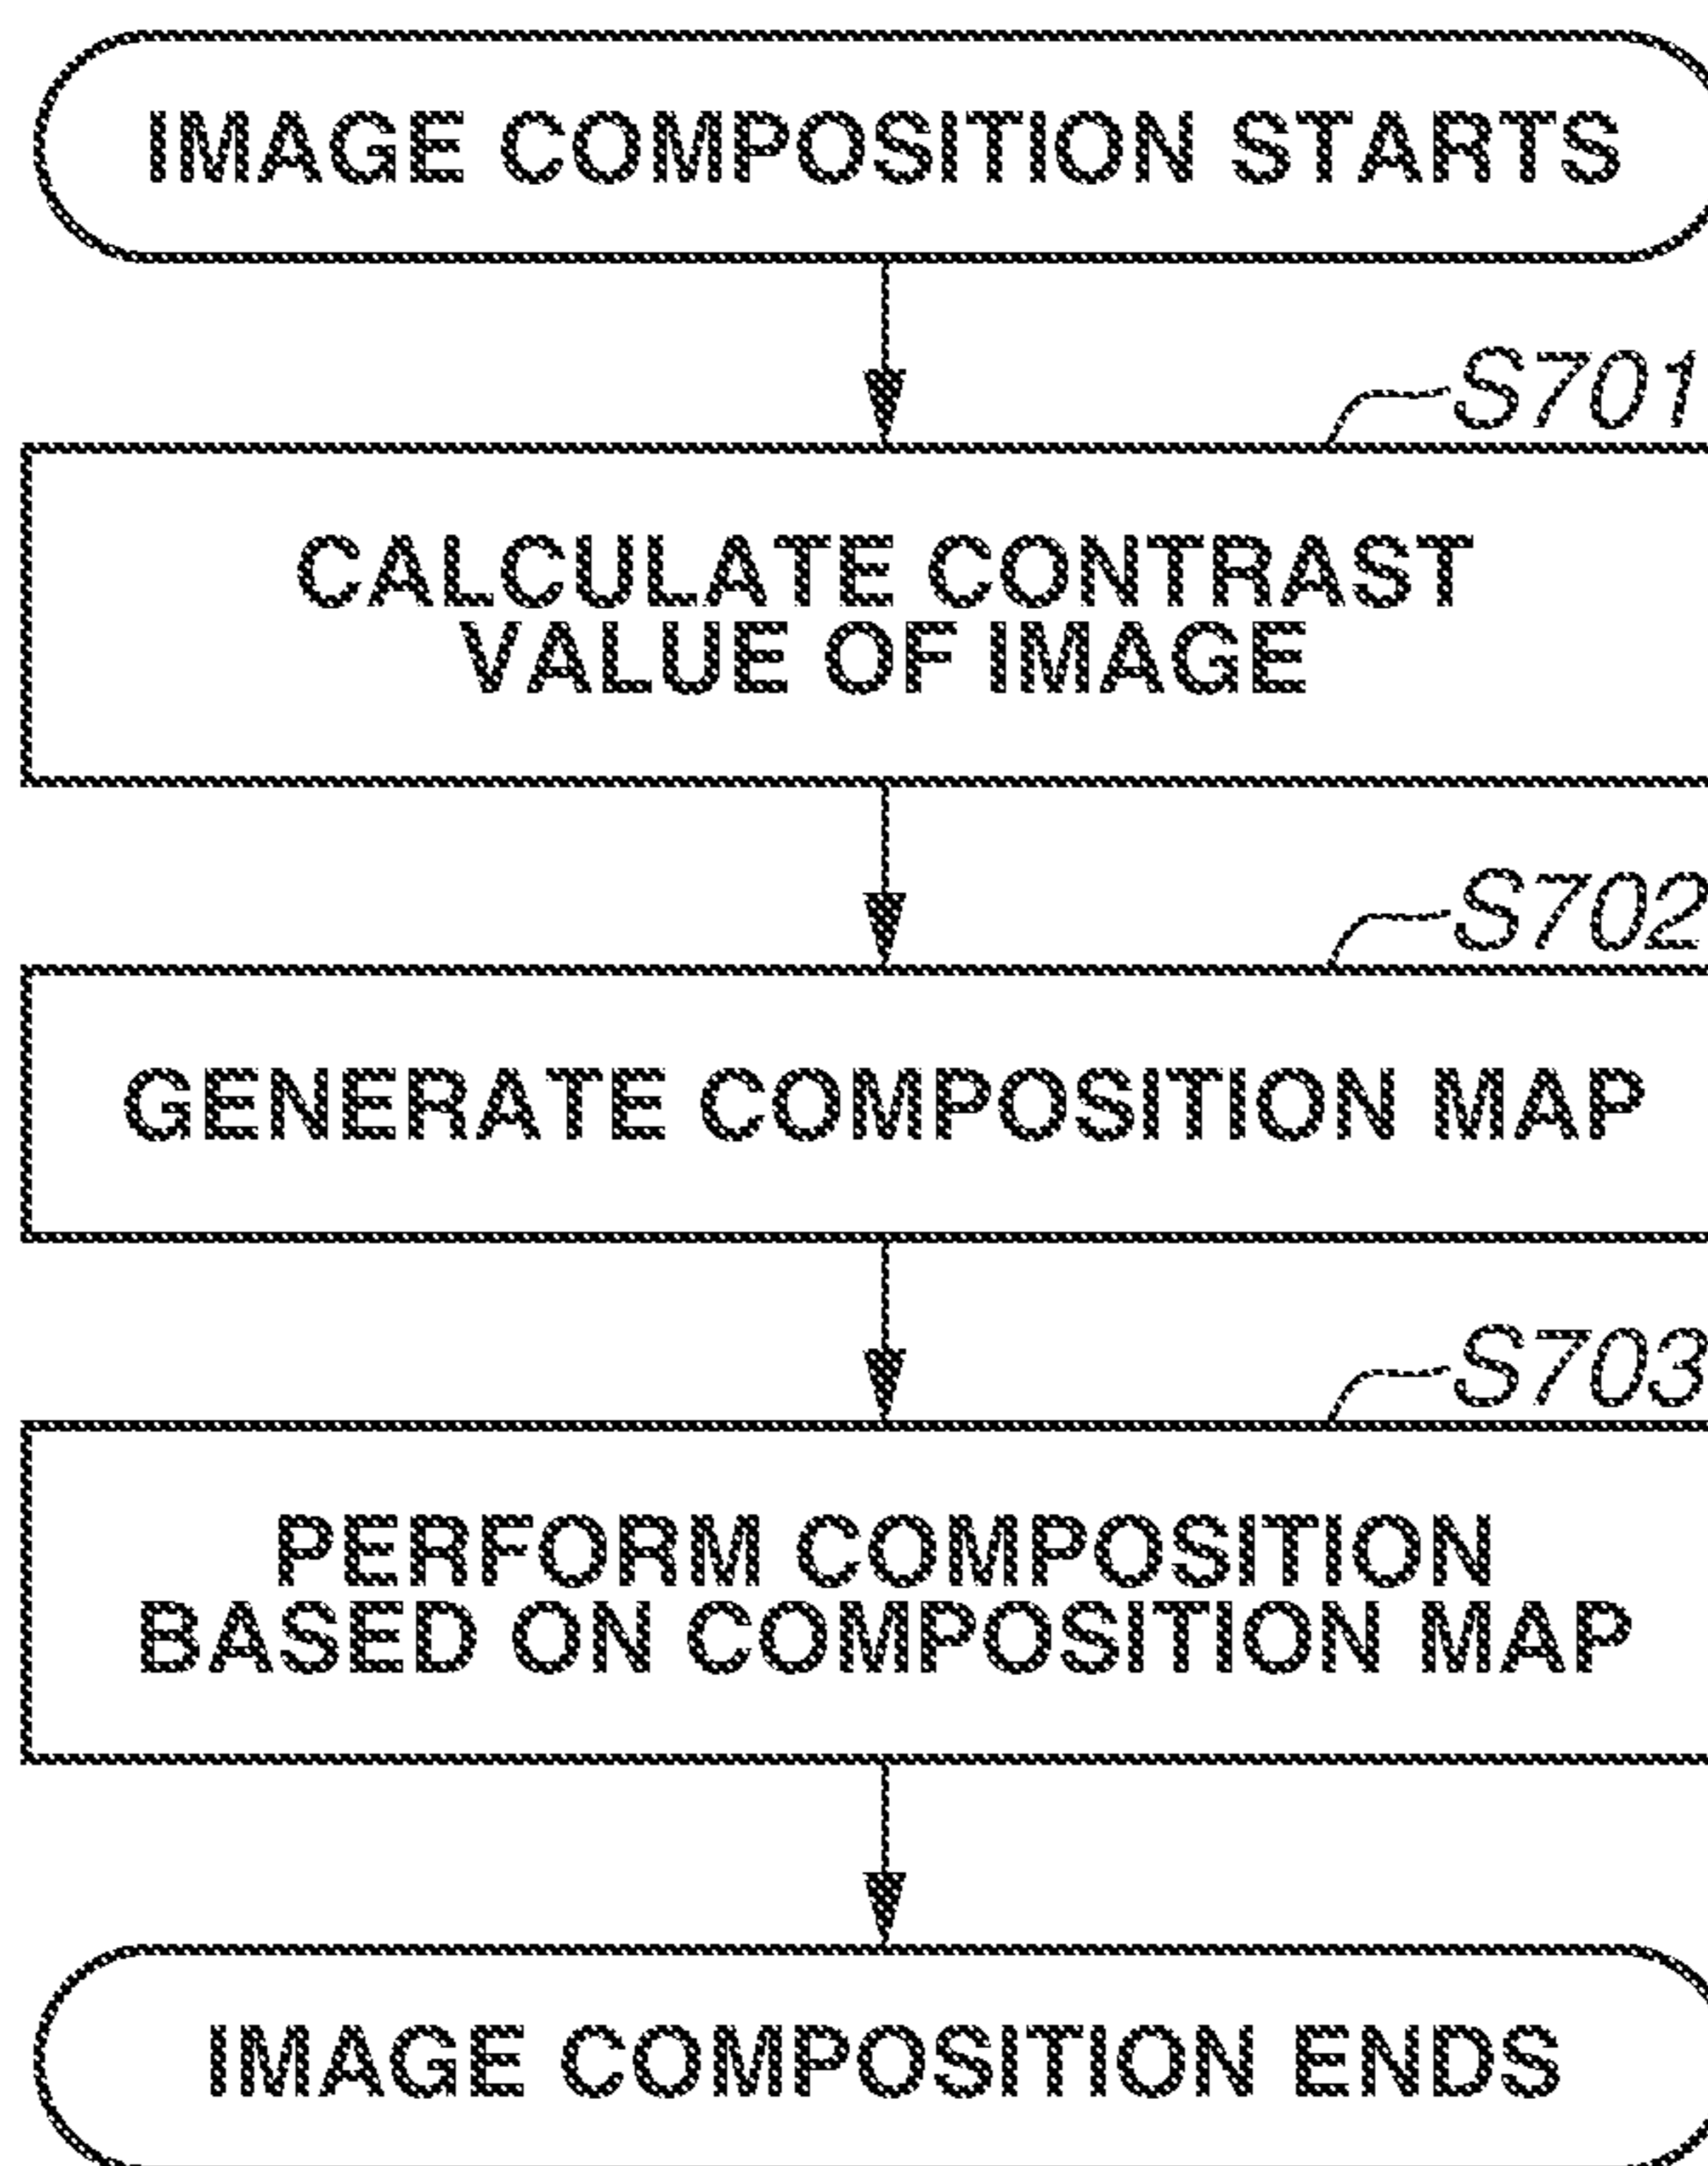 IMAGE COMPOSITION STARTS
S701
CALCULATE CONTRAST
VALUE OF IMAGE
S702
GENERATE COMPOSITION MAP
S703
PERFORM COMPOSITION
BASED ON COMPOSITION MAP
IMAGE COMPOSITION ENDS